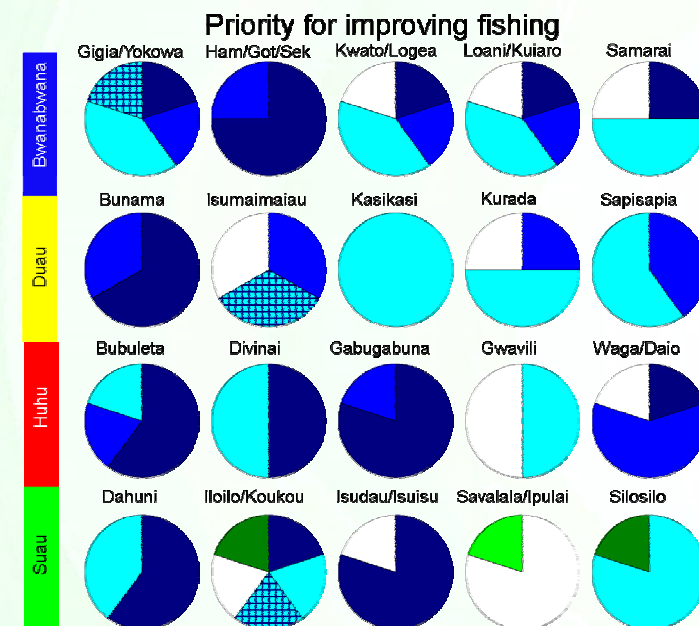 Priority for improving fishing
Gigia/Yokowa Ham/Got/Sek Kwato/Logea Loani/Kuiaro Samarai
Bwanabwana
Bunama Isumaimaiau Kasikasi Kurada Sapisapia
Duau
Bubuleta Divinai Gabugabuna Gwavili Waga/Daio
Huhu
Dahuni Iloilo/Koukou Isudau/Isuisu Savalala/Ipulai Silosilo
Suau